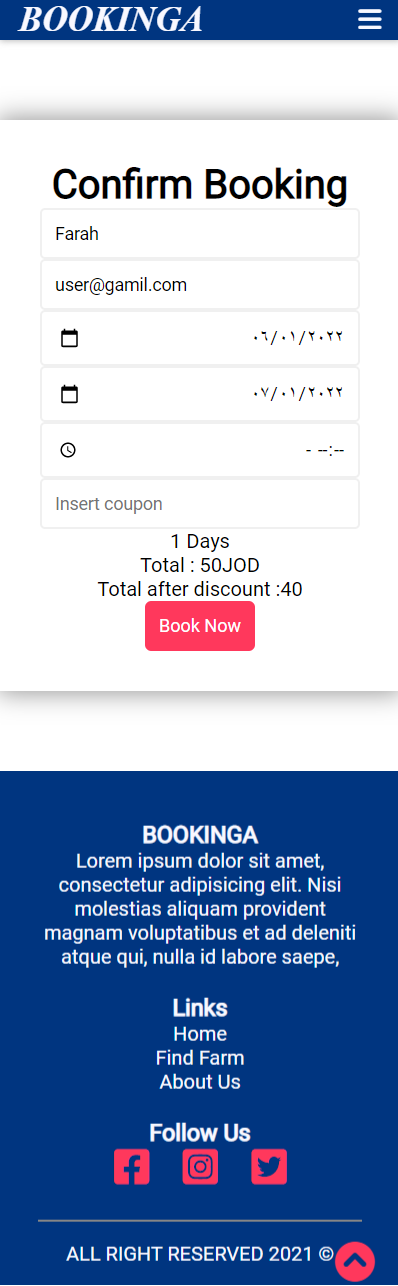 BOOKINGA
Confirm Booking
Farah
user@gamil.com
٠٦/٠١/٢٠٢٢
٠٧/٠١/٢٠٢٢
- --:--
Insert coupon
1 Days
Total : 50JOD
Total after discount :40
Book Now
BOOKINGA
Lorem ipsum dolor sit amet,
consectetur adipisicing elit. Nisi
molestias aliquam provident
magnam voluptatibus et ad deleniti
atque qui, nulla id labore saepe,
Links
Home
Find Farm
About Us
Follow Us
ALL RIGHT RESERVED 2021 ©